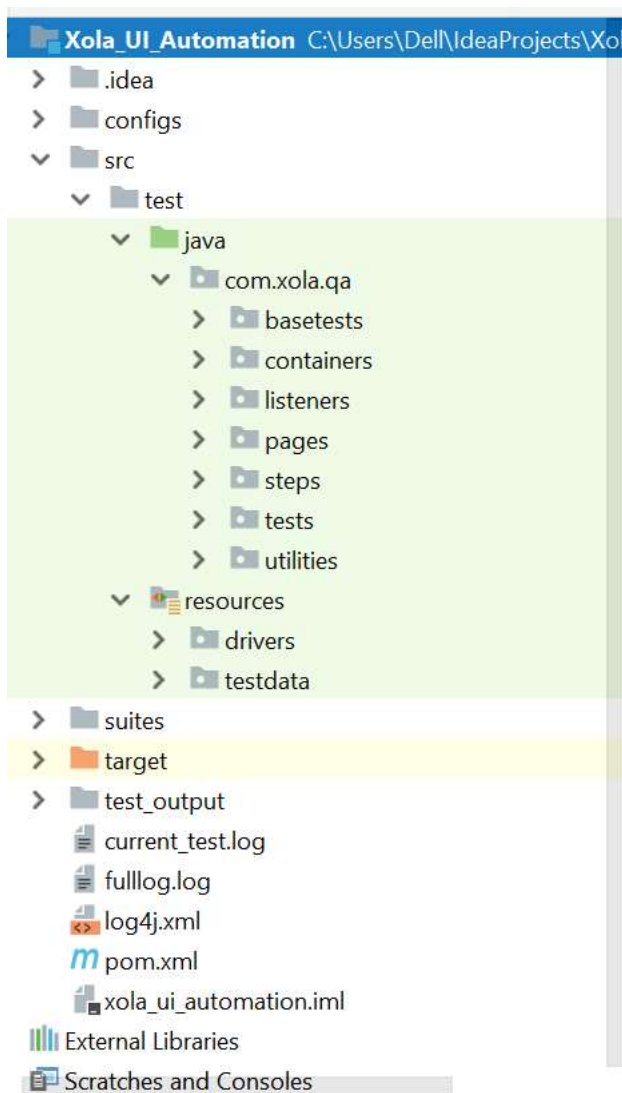 Xola_UI_Automation C:\Users\Dell\IdeaProjects\Xol
.idea
configs
src
test
java
com.xola.qa
basetests
containers
listeners
pages
steps
tests
utilities
resources
drivers
testdata
suites
target
test_output
current_test.log
fulllog.log
log4j.xml
pom.xml
xola_ui_automation.iml
External Libraries
Scratches and Consoles